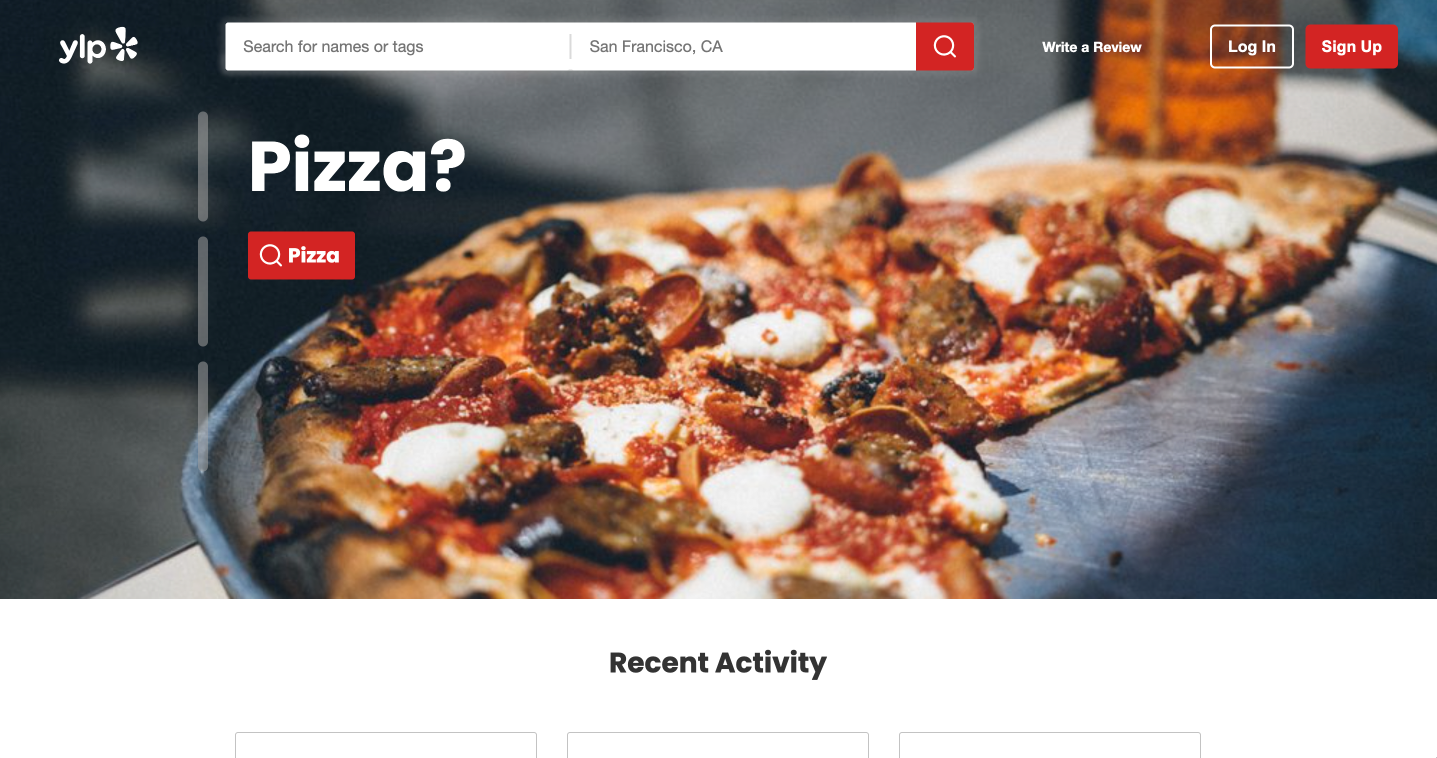 ylp
Search for names or tags
San Francisco, CA
Write a Review
Log In
Sign Up
Pizza?
Pizza
Recent Activity